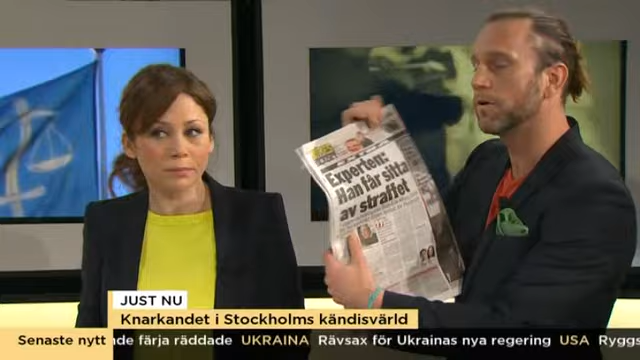 Experten:
Han får sitta
av straffet
JUST NU
Knarkandet i Stockholms kändisvärld
Senaste nytt nde färja räddade UKRAINA Rävsax för Ukrainas nya regering USA Ryggs